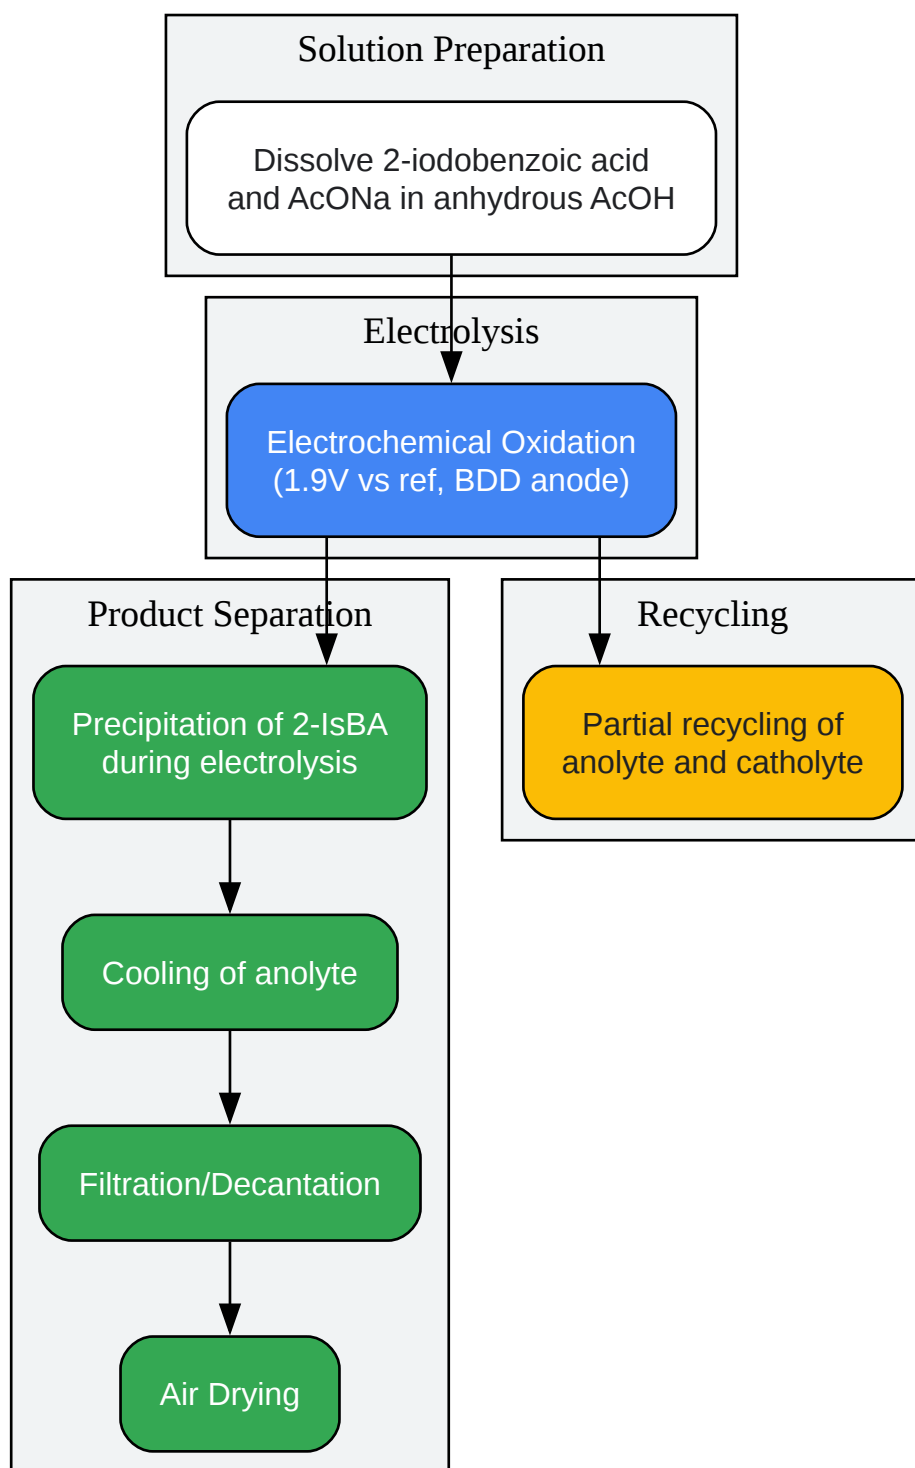 Solution Preparation
Dissolve 2-iodobenzoic acid
and AcONa in anhydrous AcOH
Electrolysis
Electrochemical Oxidation
(1.9V vs ref, BDD anode)
Product Separation
Precipitation of 2-IsBA
during electrolysis
Cooling of anolyte
Filtration/Decantation
Air Drying
Recycling
Partial recycling of
anolyte and catholyte